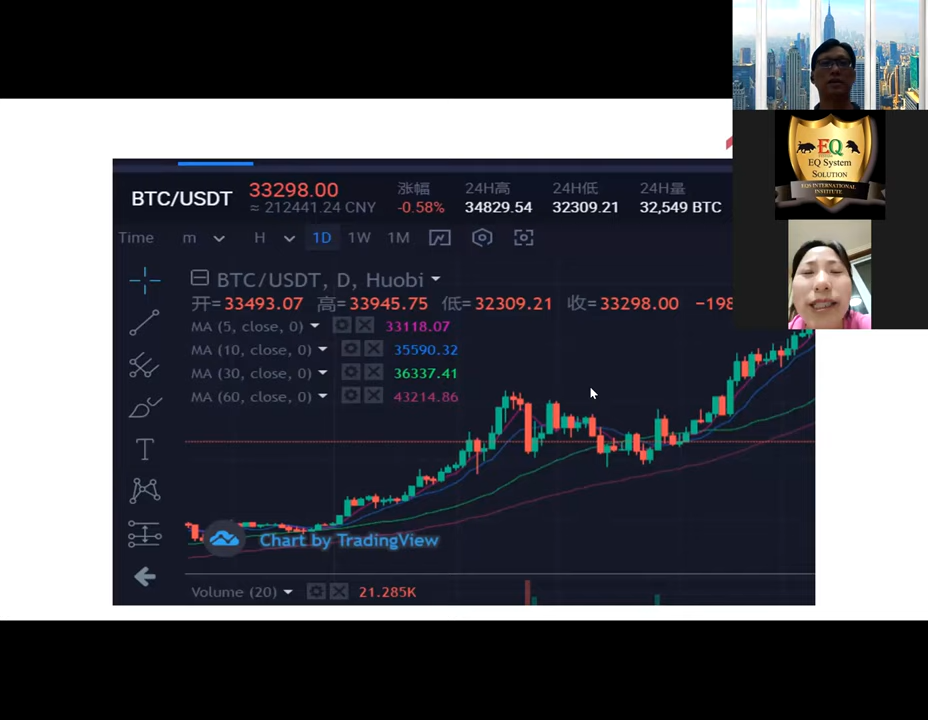 BTC/USDT 33298.00 涨幅 24H高 24H低 24H量
≈ 212441.24 CNY -0.58% 34829.54 32309.21 32,549 BTC
Time m H 1D 1W 1M
BTC/USDT, D, Huobi
开=33493.07 高=33945.75 低=32309.21 收=33298.00 −198
MA (5, close, 0) 33118.07
MA (10, close, 0) 35590.32
MA (30, close, 0) 36337.41
MA (60, close, 0) 43214.86
Chart by TradingView
Volume (20) 21.285K
EQ
EQ System
Solution
EQS INTERNATIONAL
INSTITUTE